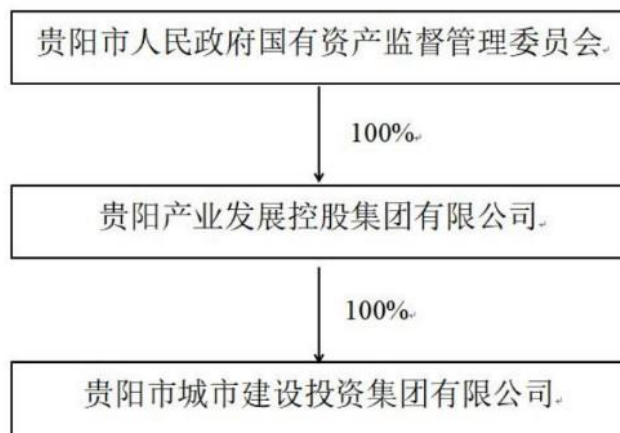 贵阳市人民政府国有资产监督管理委员会
100%
贵阳产业发展控股集团有限公司
100%
贵阳市城市建设投资集团有限公司